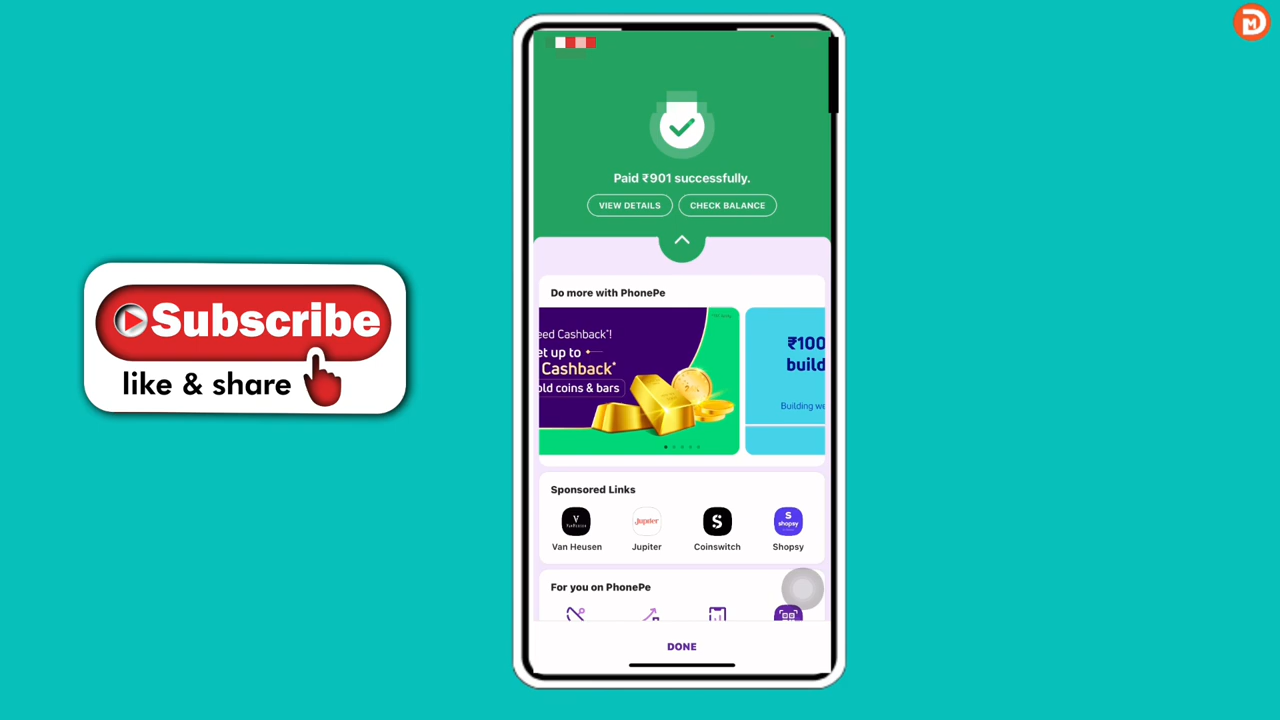 Paid ₹901 successfully.
VIEW DETAILS
CHECK BALANCE
Do more with PhonePe
eed Cashback*!
et up to
Cashback*
old coins & bars
₹100
build
Building we
Subscribe
like & share
Sponsored Links
Jupiter
S
shopsy
Van Heusen
Jupiter
Coinswitch
Shopsy
For you on PhonePe
DONE